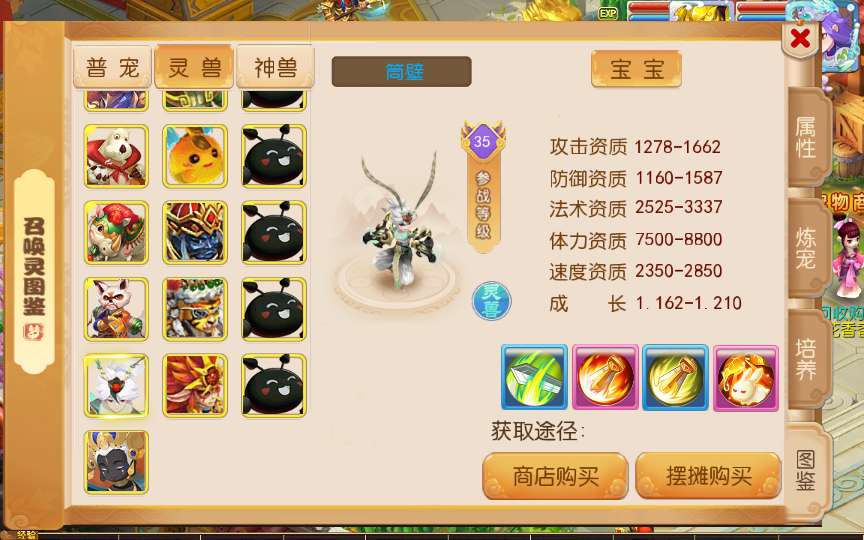 EXP
普宠
灵兽
神兽
筒壁
宝宝
召唤灵图鉴
梦
35
参战等级
灵兽
攻击资质 1278-1662
防御资质 1160-1587
法术资质 2525-3337
体力资质 7500-8800
速度资质 2350-2850
成 长 1.162-1.210
获取途径:
商店购买
摆摊购买
属性
炼宠
培养
图鉴
经验